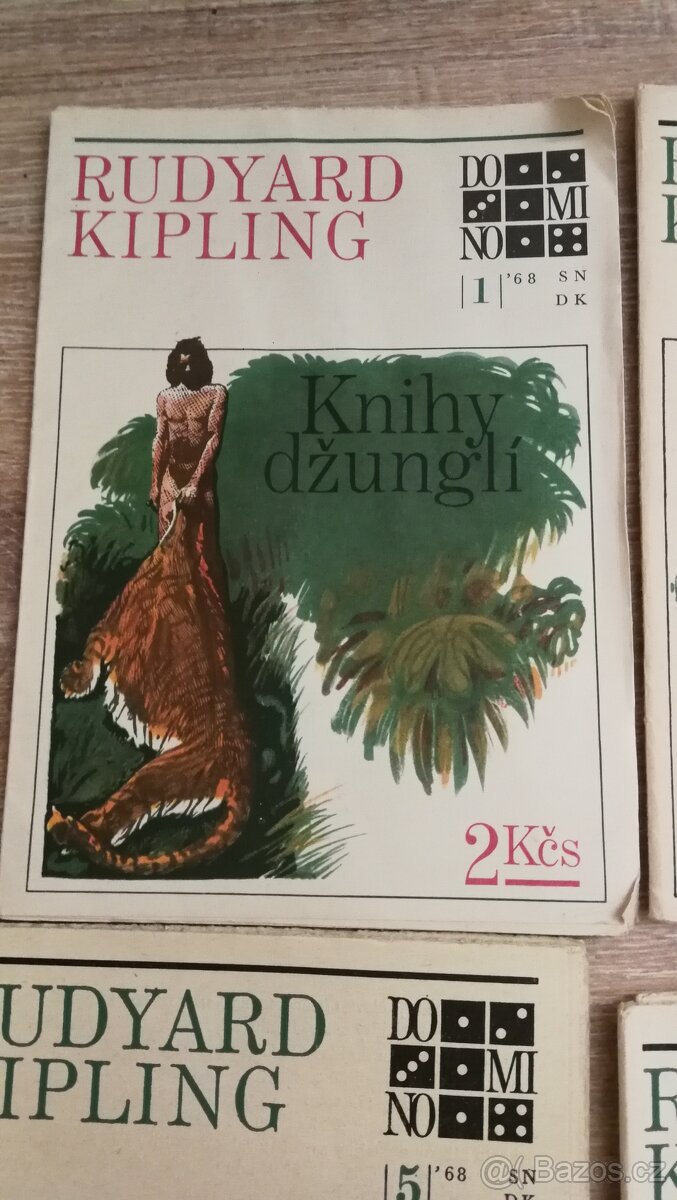 RUDYARD
KIPLING
DO
MI
NO
|1|'68 SN
DK
Knihy
džunglí
2Kčs
UDYARD
IPLING
DO
MI
NO
|5|'68 SN
DK
R
K
@Bazos.cz